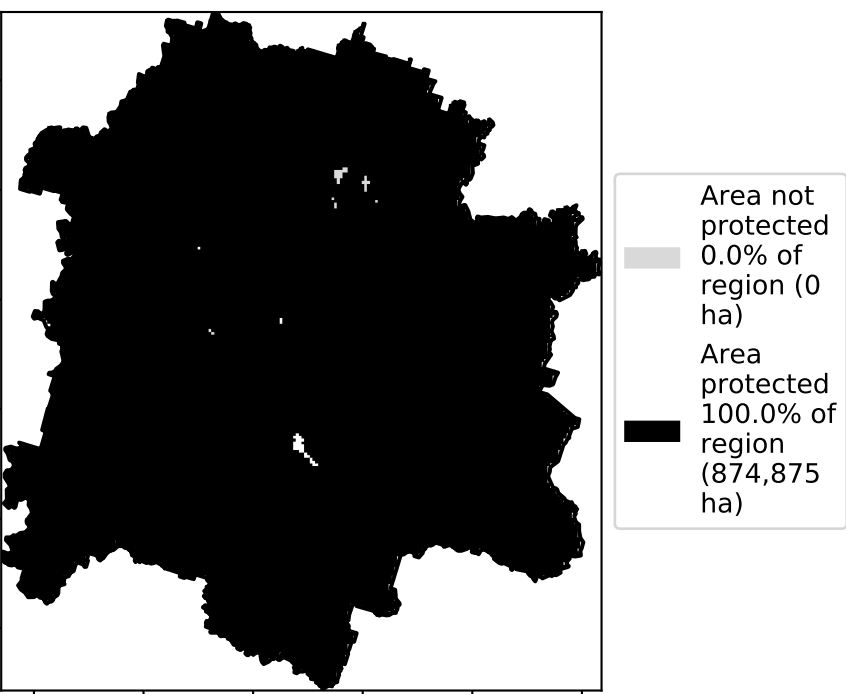 Area not
protected
0.0% of
region (0
ha)
Area
protected
100.0% of
region
(874,875
ha)